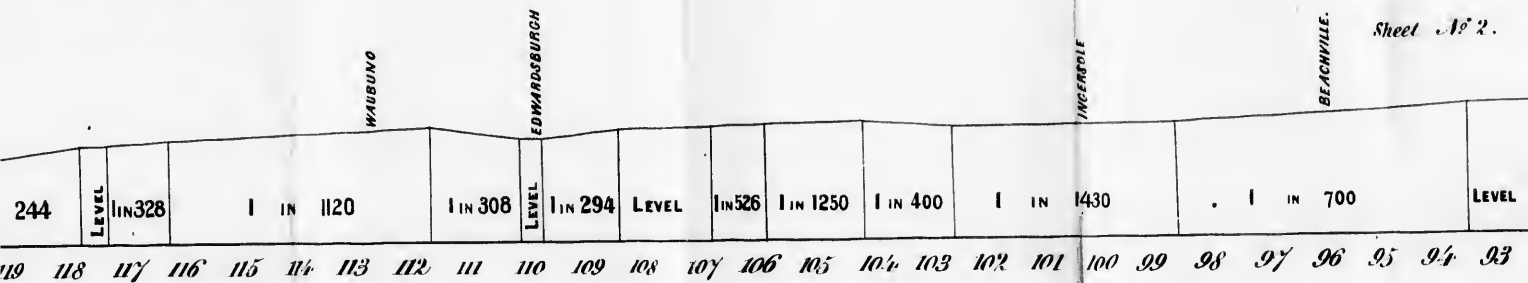 Sheet No 2.
WAUBUNO
EDWARDSBURGH
INGERSOLE
BEACHVILLE.
244 LEVEL 1 IN 328 1 IN 1120 1 IN 308 LEVEL 1 IN 294 LEVEL 1 IN 526 1 IN 1250 1 IN 400 1 IN 1430 1 IN 700 LEVEL
119 118 117 116 115 114 113 112 111 110 109 108 107 106 105 104 103 102 101 100 99 98 97 96 95 94 93